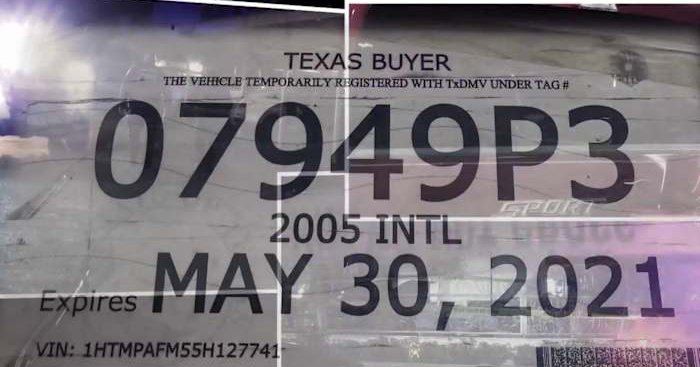 TEXAS BUYER
THE VEHICLE TEMPORARILY REGISTERED WITH TxDMV UNDER TAG #
07949P3
SPORT
2005 INTL
Expires MAY 30, 2021
VIN: 1HTMPAFM55H127741